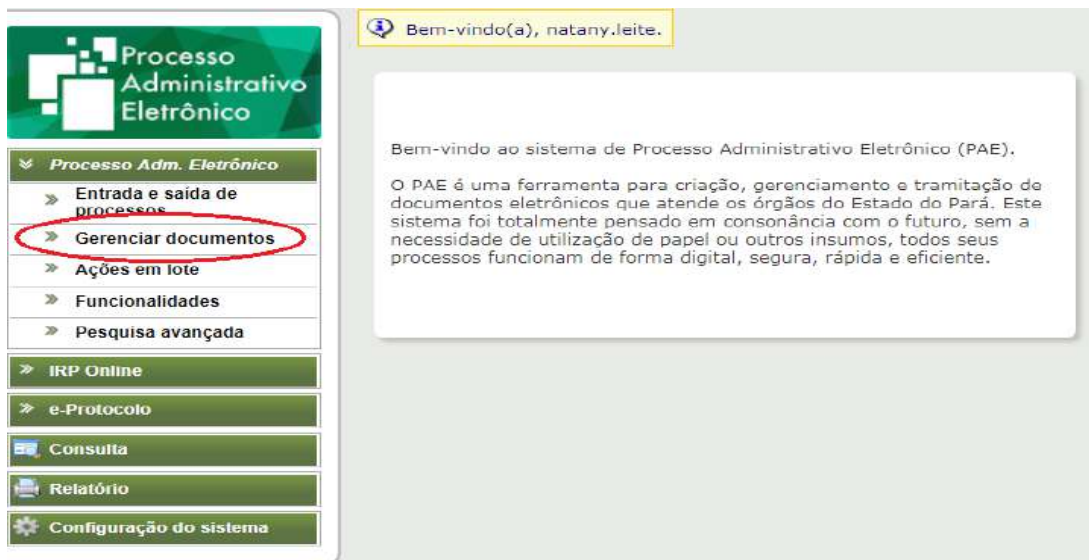 Processo
Administrativo
Eletrônico
Processo Adm. Eletrônico
Entrada e saída de
processos
Gerenciar documentos
Ações em lote
Funcionalidades
Pesquisa avançada
IRP Online
e-Protocolo
Consulta
Relatório
Configuração do sistema
Bem-vindo(a), natany.leite.
Bem-vindo ao sistema de Processo Administrativo Eletrônico (PAE).
O PAE é uma ferramenta para criação, gerenciamento e tramitação de
documentos eletrônicos que atende os órgãos do Estado do Pará. Este
sistema foi totalmente pensado em consonância com o futuro, sem a
necessidade de utilização de papel ou outros insumos, todos seus
processos funcionam de forma digital, segura, rápida e eficiente.